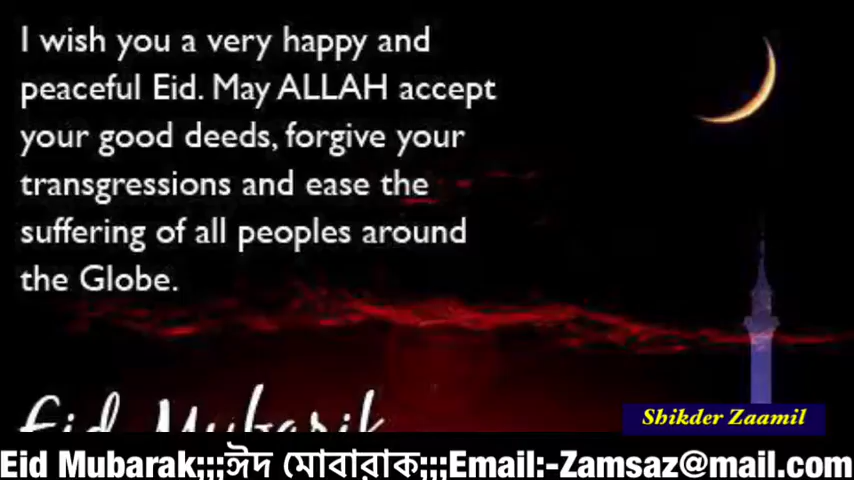 I wish you a very happy and
peaceful Eid. May ALLAH accept
your good deeds, forgive your
transgressions and ease the
suffering of all peoples around
the Globe.
Eid Mubarik
Shikder Zaamil
Eid Mubarak;;;ঈদ মোবারাক;;;Email:-Zamsaz@mail.com